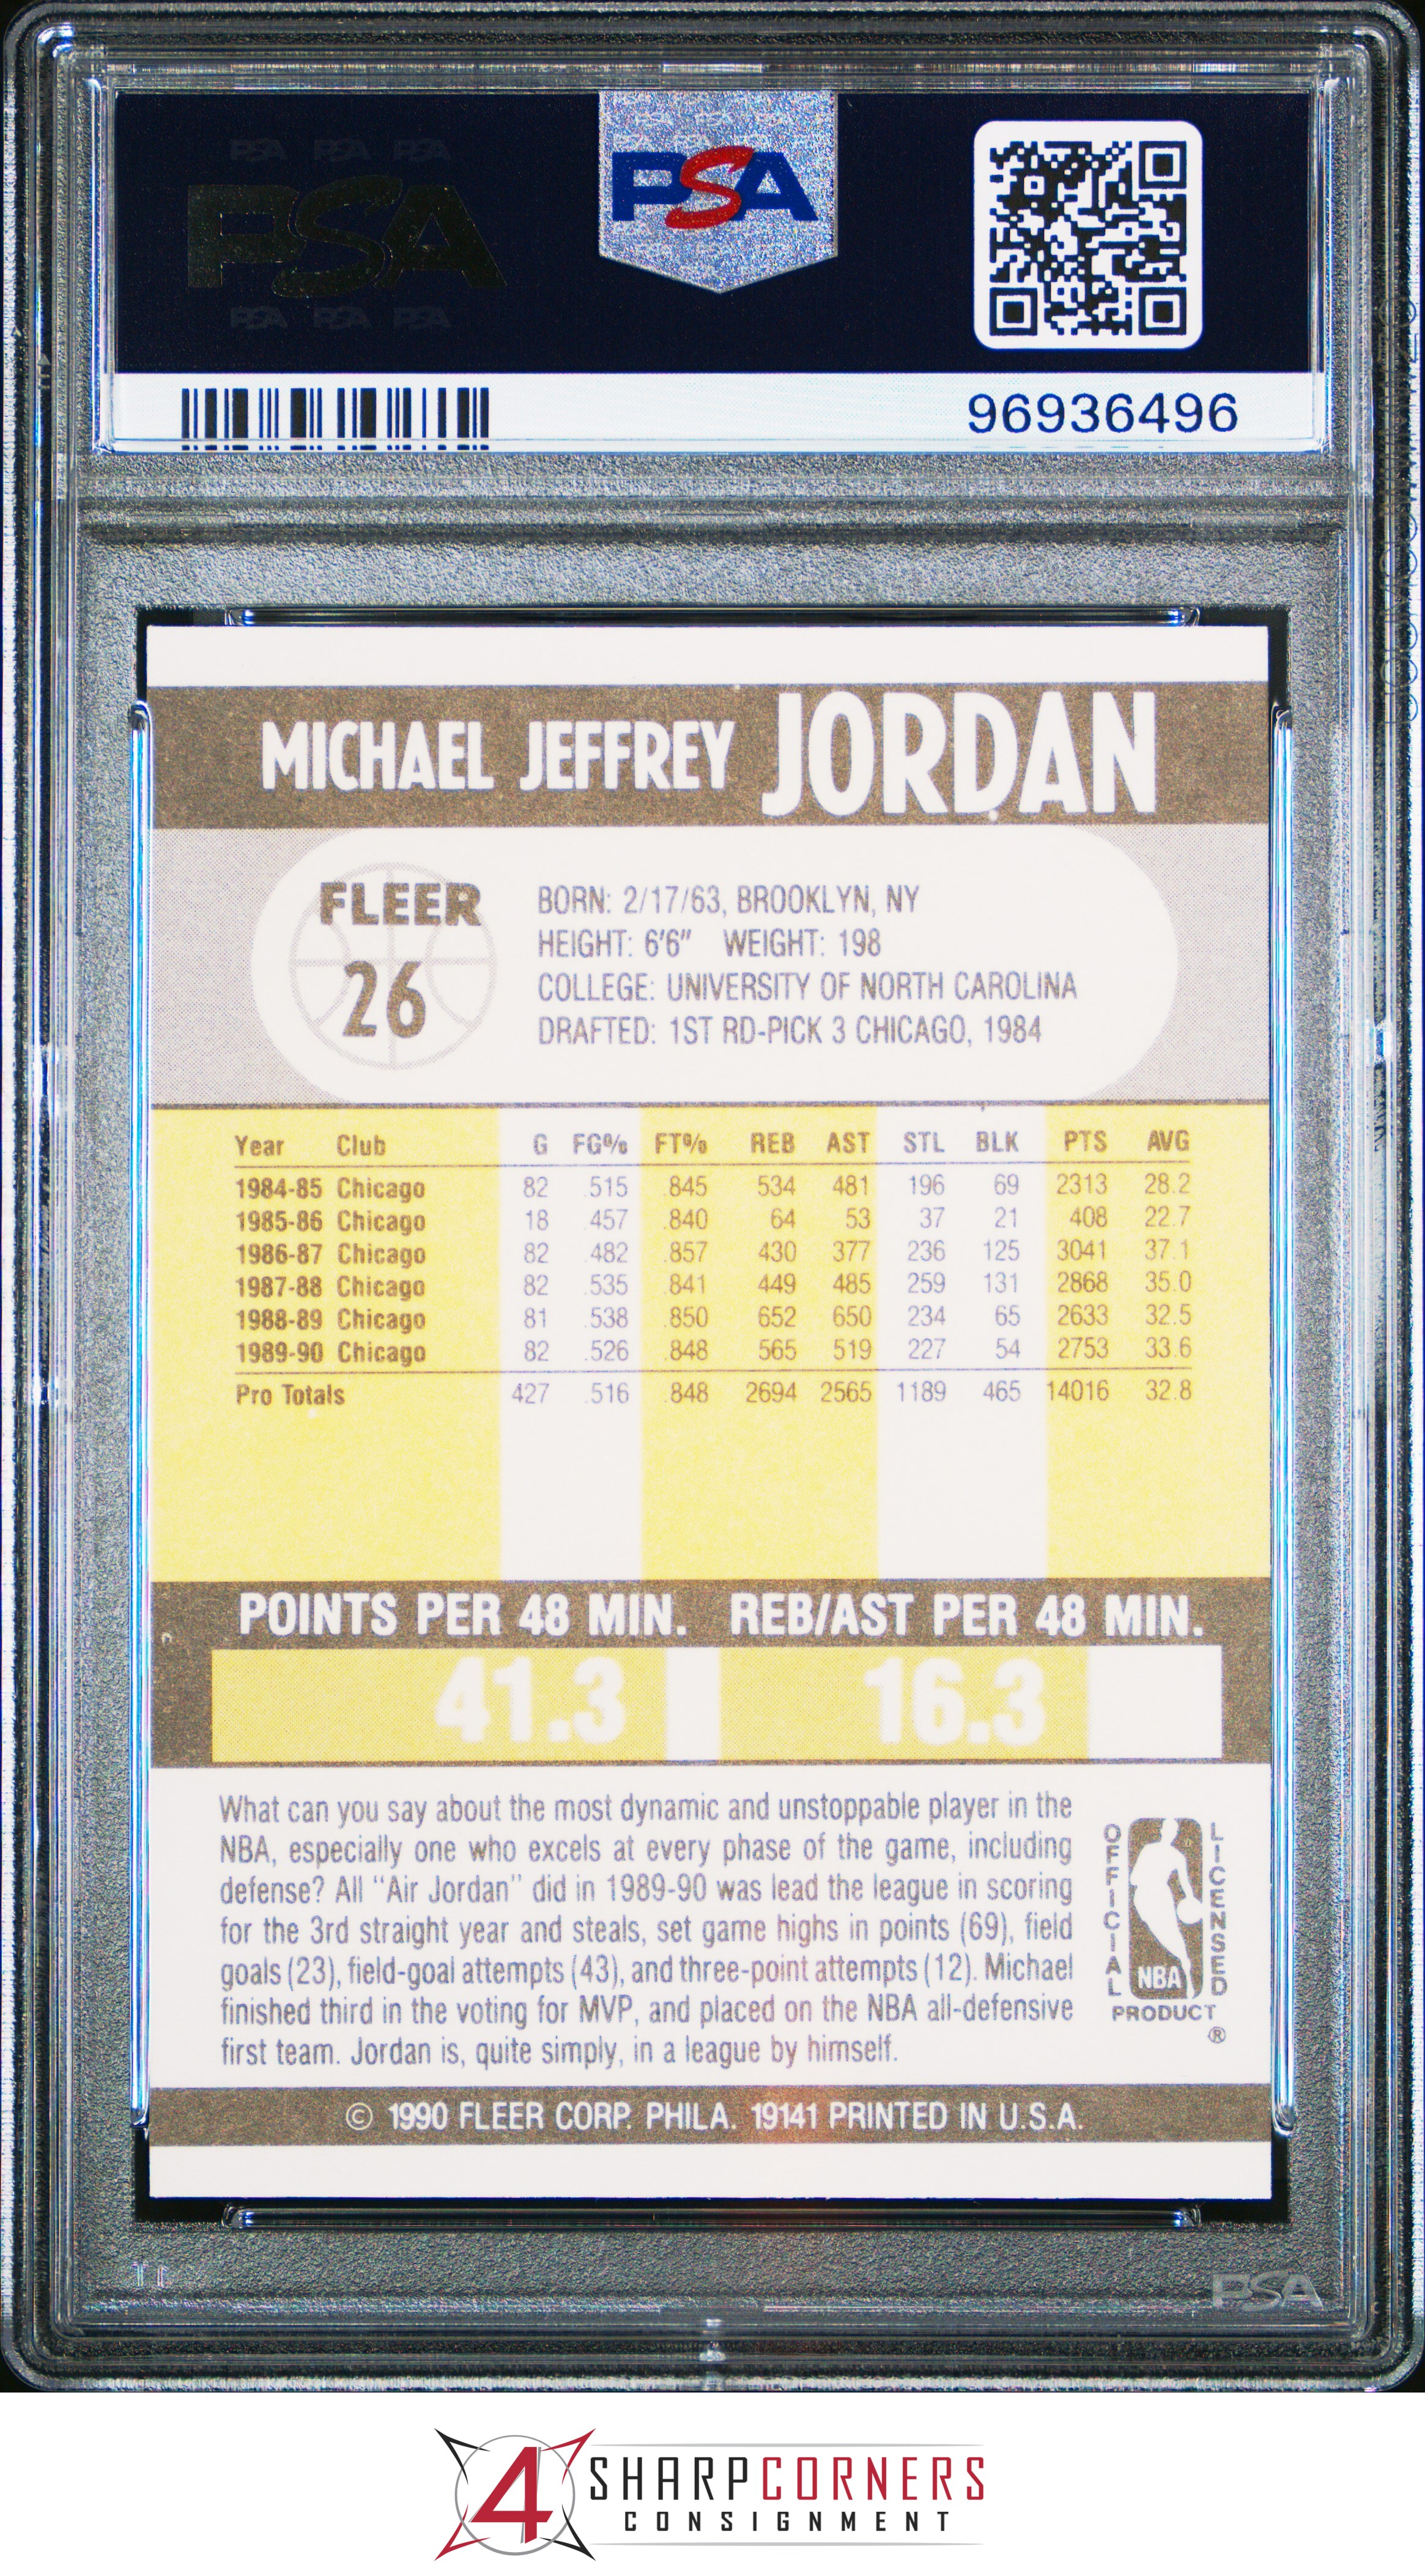 PSA PSA PSA
PSA
PSA PSA PSA
PSA
96936496
MICHAEL JEFFREY JORDAN
FLEER
26
BORN: 2/17/63, BROOKLYN, NY
HEIGHT: 6'6" WEIGHT: 198
COLLEGE: UNIVERSITY OF NORTH CAROLINA
DRAFTED: 1ST RD-PICK 3 CHICAGO, 1984
Year Club G FG% FT% REB AST STL BLK PTS AVG
1984-85 Chicago 82 .515 .845 534 481 196 69 2313 28.2
1985-86 Chicago 18 .457 .840 64 53 37 21 408 22.7
1986-87 Chicago 82 .482 .857 430 377 236 125 3041 37.1
1987-88 Chicago 82 .535 .841 449 485 259 131 2868 35.0
1988-89 Chicago 81 .538 .850 652 650 234 65 2633 32.5
1989-90 Chicago 82 .526 .848 565 519 227 54 2753 33.6
Pro Totals 427 .516 .848 2694 2565 1189 465 14016 32.8
POINTS PER 48 MIN. REB/AST PER 48 MIN.
41.3 16.3
What can you say about the most dynamic and unstoppable player in the
NBA, especially one who excels at every phase of the game, including
defense? All "Air Jordan" did in 1989-90 was lead the league in scoring
for the 3rd straight year and steals, set game highs in points (69), field
goals (23), field-goal attempts (43), and three-point attempts (12). Michael
finished third in the voting for MVP, and placed on the NBA all-defensive
first team. Jordan is, quite simply, in a league by himself.
OFFICIAL
NBA
LICENSED
PRODUCT
®
© 1990 FLEER CORP. PHILA. 19141 PRINTED IN U.S.A.
PSA
4 SHARPCORNERS
CONSIGNMENT